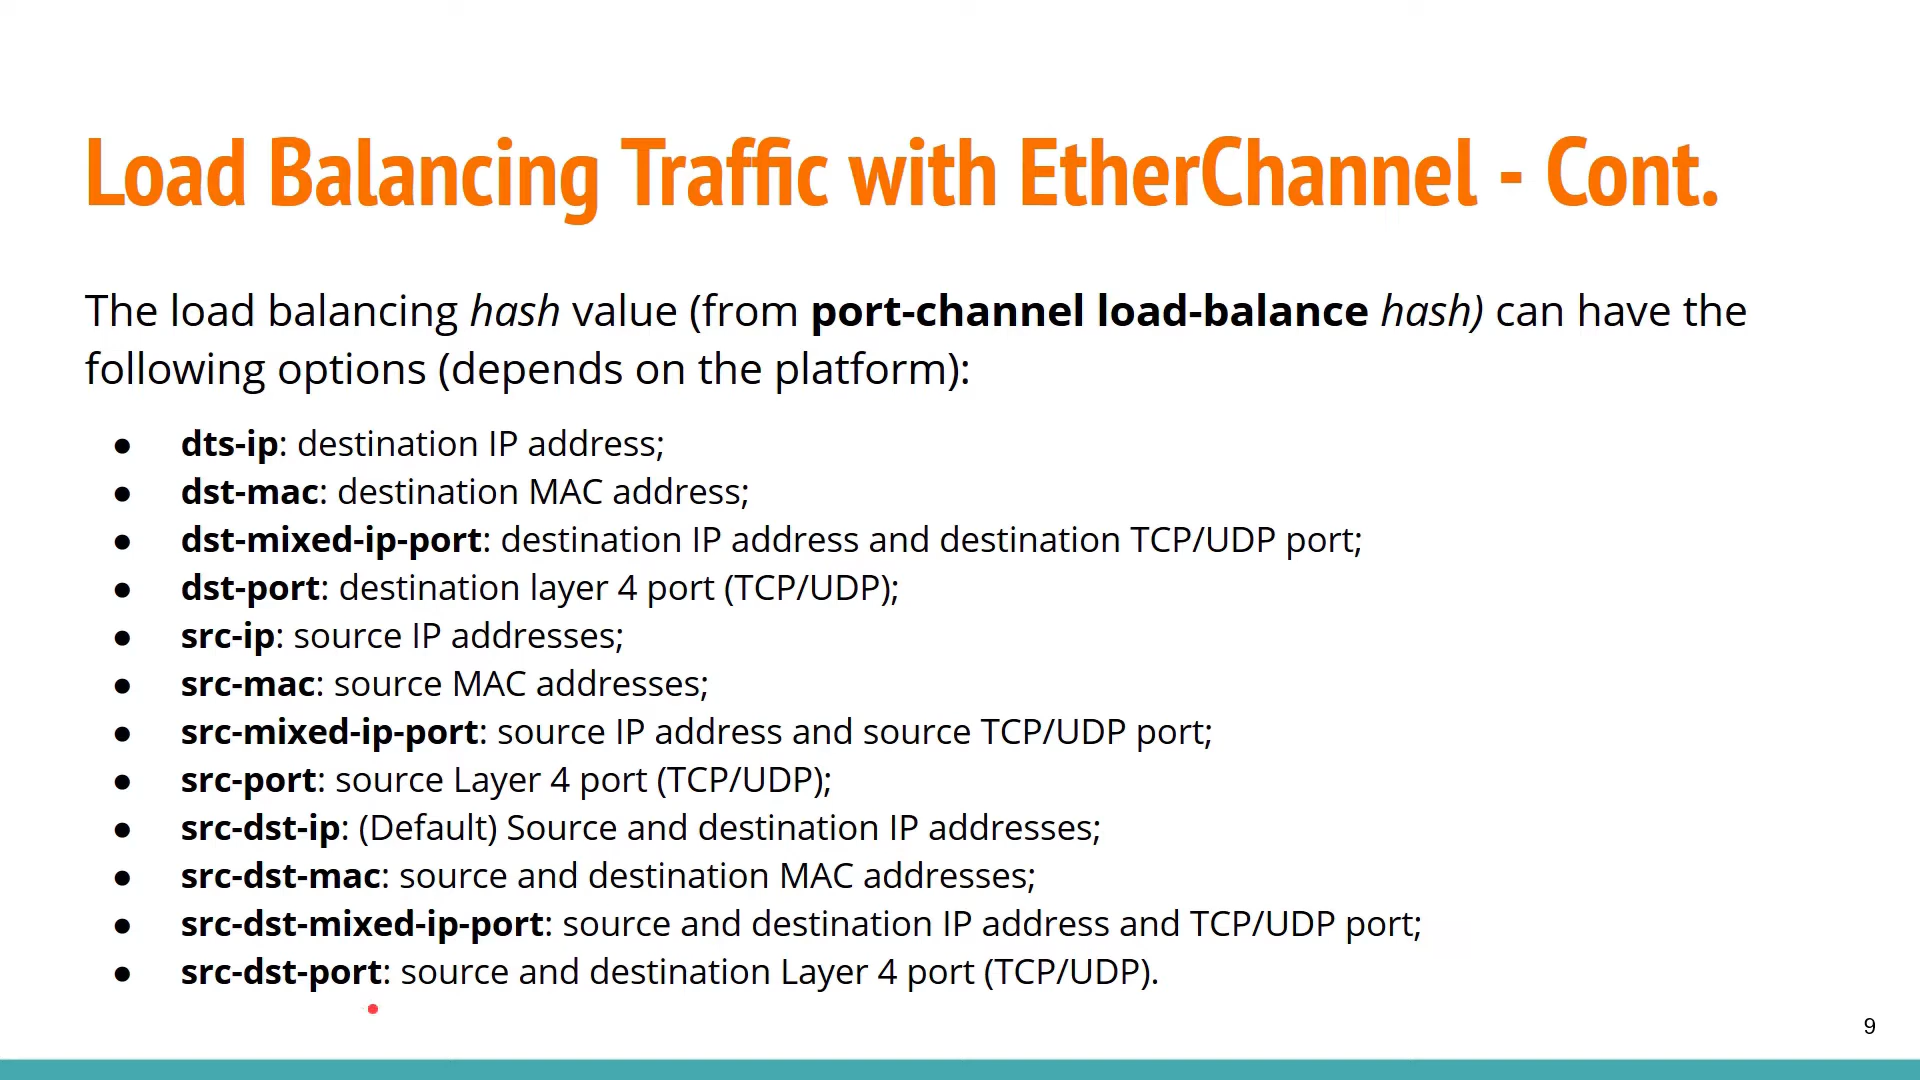 Load Balancing Traffic with EtherChannel - Cont.
The load balancing hash value (from port-channel load-balance hash) can have the
following options (depends on the platform):
● dts-ip: destination IP address;
● dst-mac: destination MAC address;
● dst-mixed-ip-port: destination IP address and destination TCP/UDP port;
● dst-port: destination layer 4 port (TCP/UDP);
● src-ip: source IP addresses;
● src-mac: source MAC addresses;
● src-mixed-ip-port: source IP address and source TCP/UDP port;
● src-port: source Layer 4 port (TCP/UDP);
● src-dst-ip: (Default) Source and destination IP addresses;
● src-dst-mac: source and destination MAC addresses;
● src-dst-mixed-ip-port: source and destination IP address and TCP/UDP port;
● src-dst-port: source and destination Layer 4 port (TCP/UDP).
9